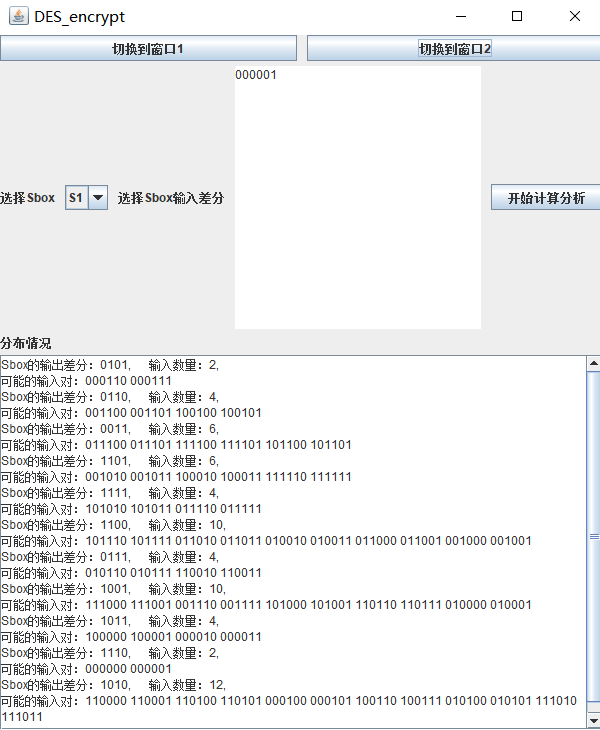 DES_encrypt
切换到窗口1 切换到窗口2
000001
选择Sbox S1 选择Sbox输入差分 开始计算分析
分布情况
Sbox的输出差分：0101, 输入数量：2,
可能的输入对：000110 000111
Sbox的输出差分：0110, 输入数量：4,
可能的输入对：001100 001101 100100 100101
Sbox的输出差分：0011, 输入数量：6,
可能的输入对：011100 011101 111100 111101 101100 101101
Sbox的输出差分：1101, 输入数量：6,
可能的输入对：001010 001011 100010 100011 111110 111111
Sbox的输出差分：1111, 输入数量：4,
可能的输入对：101010 101011 011110 011111
Sbox的输出差分：1100, 输入数量：10,
可能的输入对：101110 101111 011010 011011 010010 010011 011000 011001 001000 001001
Sbox的输出差分：0111, 输入数量：4,
可能的输入对：010110 010111 110010 110011
Sbox的输出差分：1001, 输入数量：10,
可能的输入对：111000 111001 001110 001111 101000 101001 110110 110111 010000 010001
Sbox的输出差分：1011, 输入数量：4,
可能的输入对：100000 100001 000010 000011
Sbox的输出差分：1110, 输入数量：2,
可能的输入对：000000 000001
Sbox的输出差分：1010, 输入数量：12,
可能的输入对：110000 110001 110100 110101 000100 000101 100110 100111 010100 010101 111010
111011